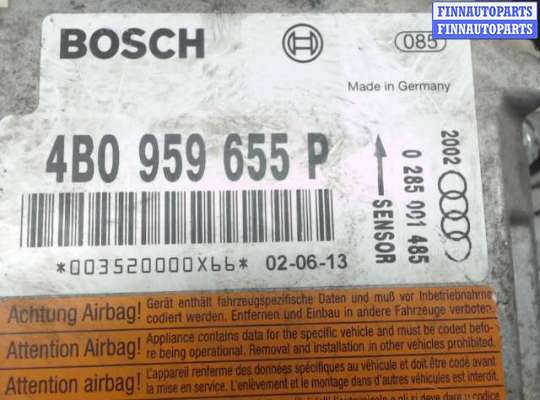 FINNAUTOPARTS
FINNAUTOPARTS
BOSCH
085
Made in Germany
4B0 959 655 P
SENSOR
0 285 001 485
2002
*003520000X66* 02-06-13
Achtung Airbag!
Gerät enthält fahrzeugspezifische Daten und muß vor Inbetriebnahme
codiert werden. Entfernen und Einbau in andere Fahrzeuge verboten.
Attention Airbag!
Appliance contains data for the specific vehicle and must be coded befo-
re being operational. Removal and installation in other vehicles prohibited.
Attention airbag!
L'appareil renferme des données spécifiques au véhicule et doit être codé avant
la mise en service. L'enlèvement et le montage dans d'autres véhicules est interdit.